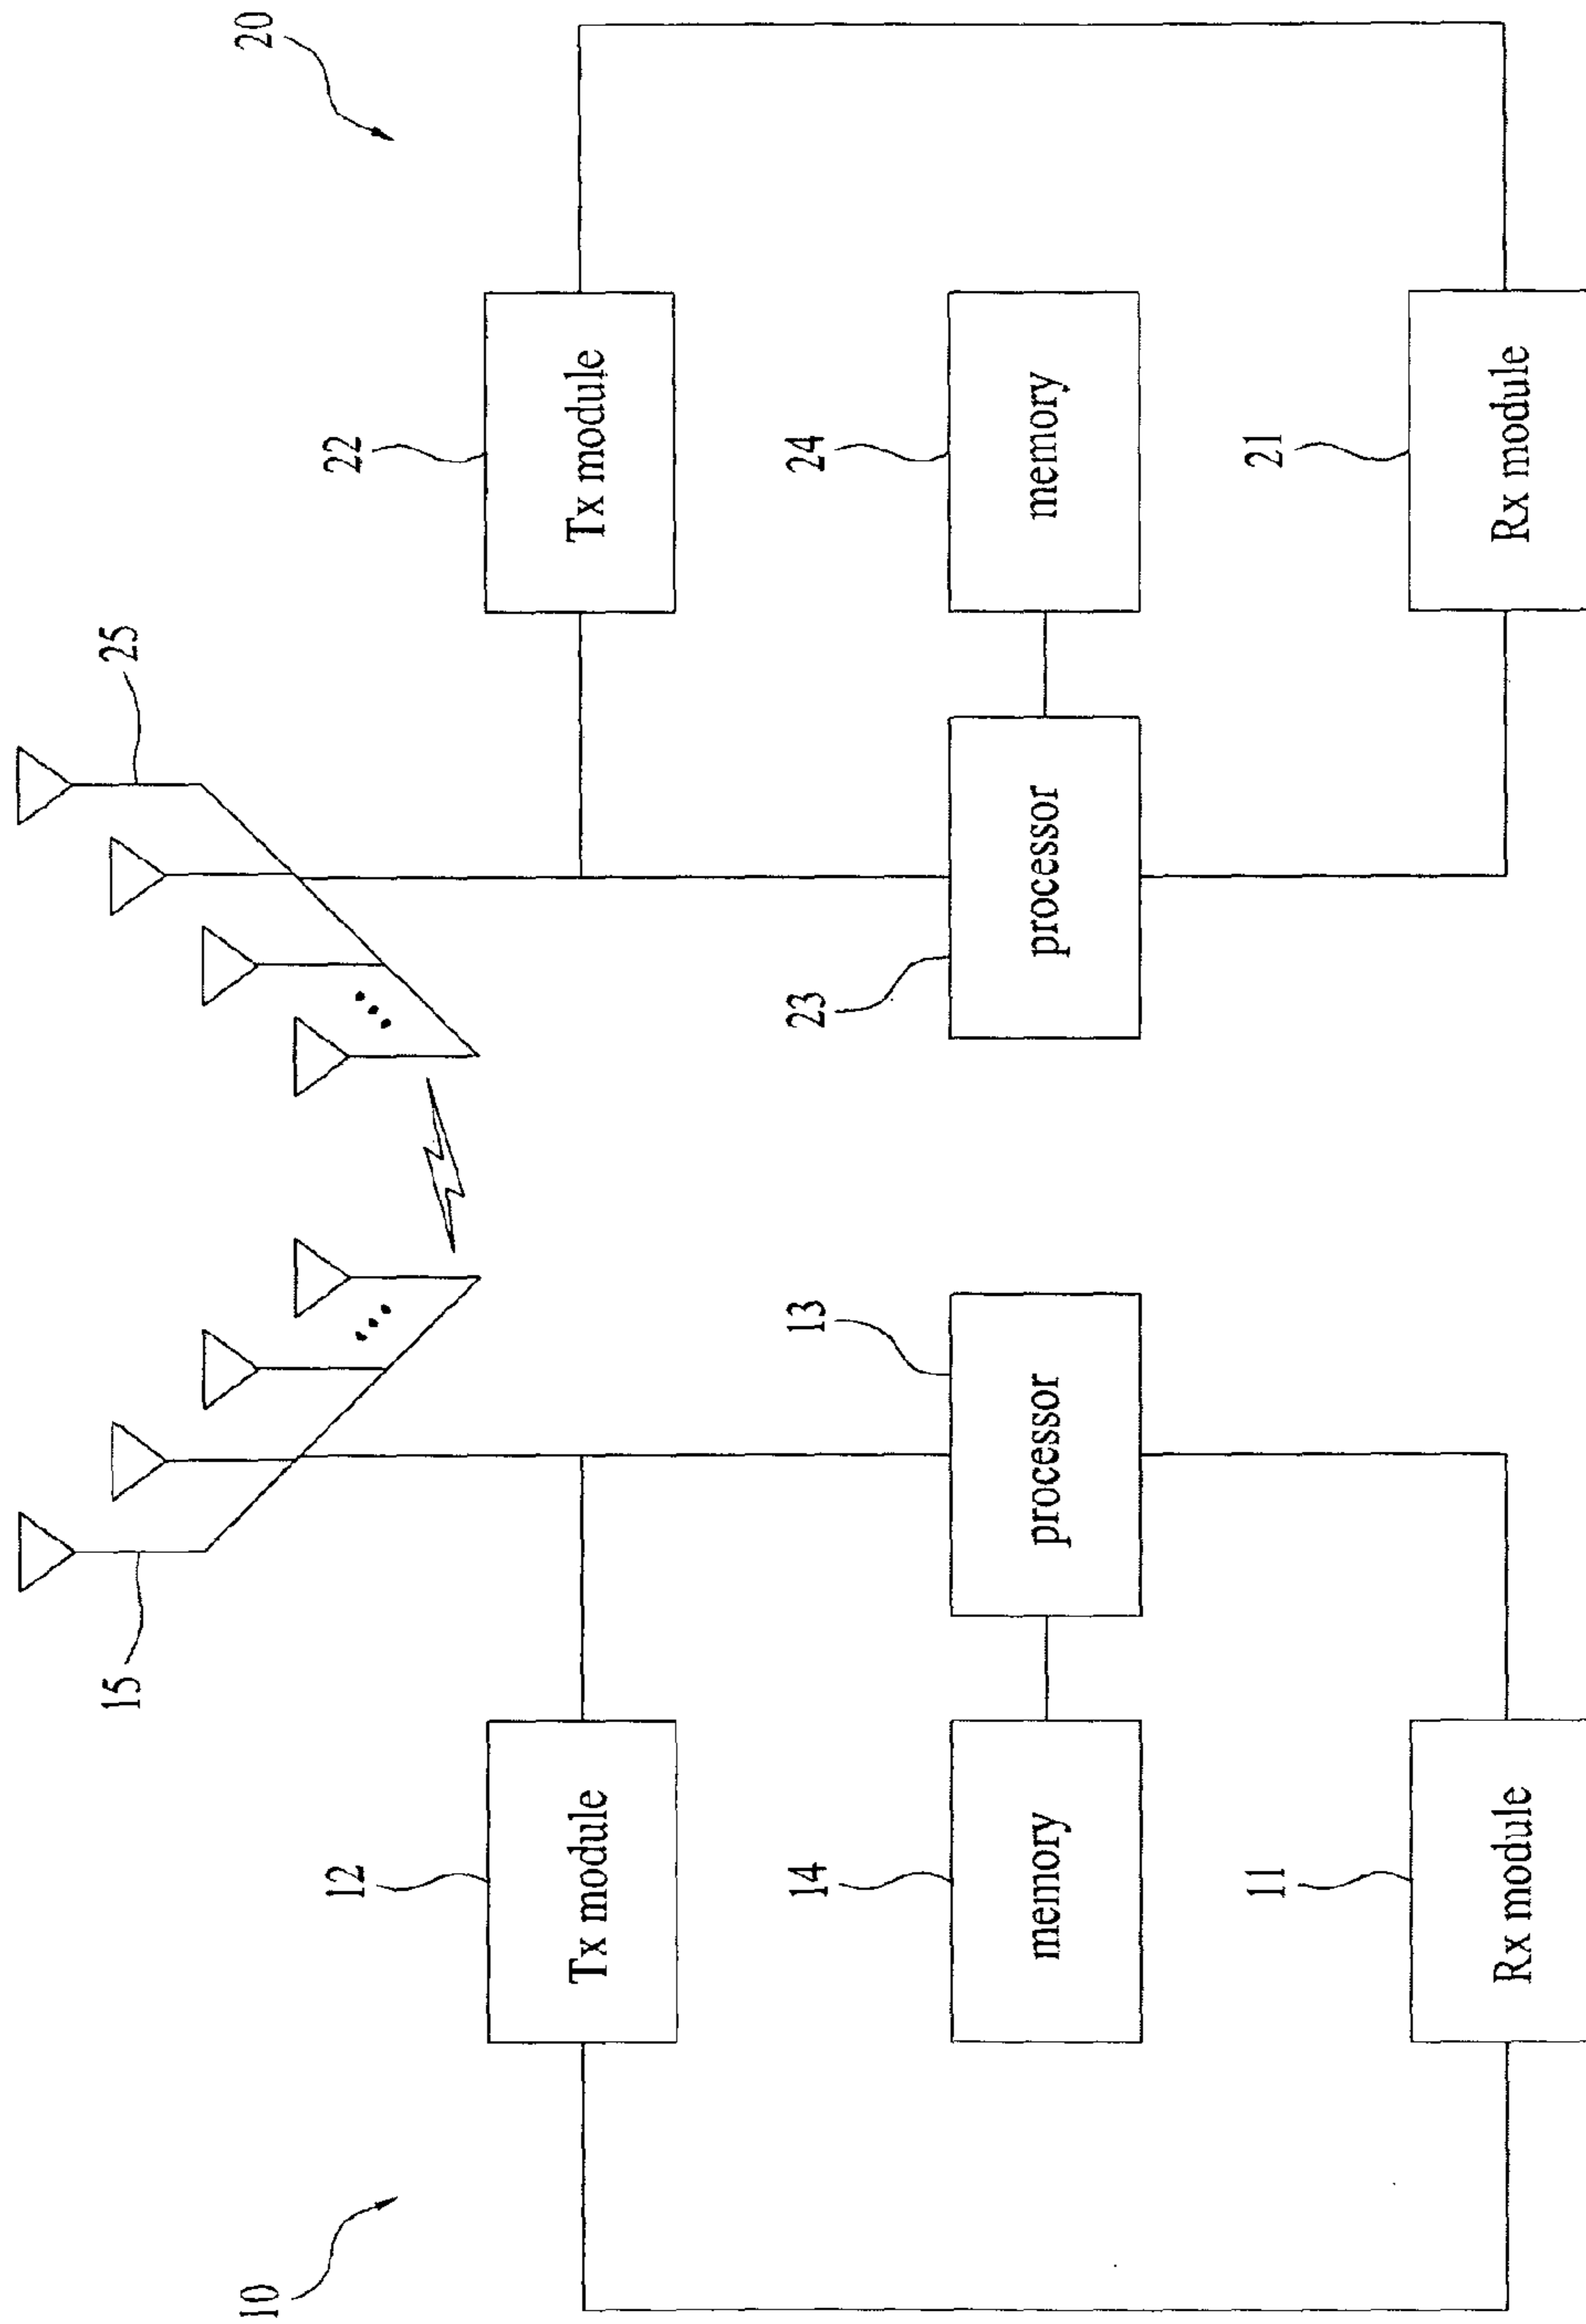 10
20
15
25
12
Tx module
22
Tx module
14
memory
13
processor
23
processor
24
memory
11
Rx module
21
Rx module